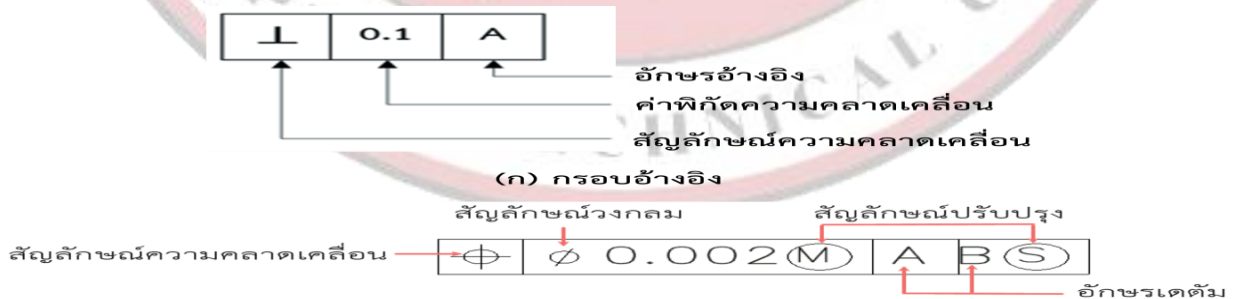 ⊥ 0.1 A
อักษรอ้างอิง
ค่าพิกัดความคลาดเคลื่อน
สัญลักษณ์ความคลาดเคลื่อน
(ก) กรอบอ้างอิง
สัญลักษณ์วงกลม สัญลักษณ์ปรับปรุง
สัญลักษณ์ความคลาดเคลื่อน ⌖ ⌀ 0.002 Ⓜ A B Ⓢ
อักษรเดตัม